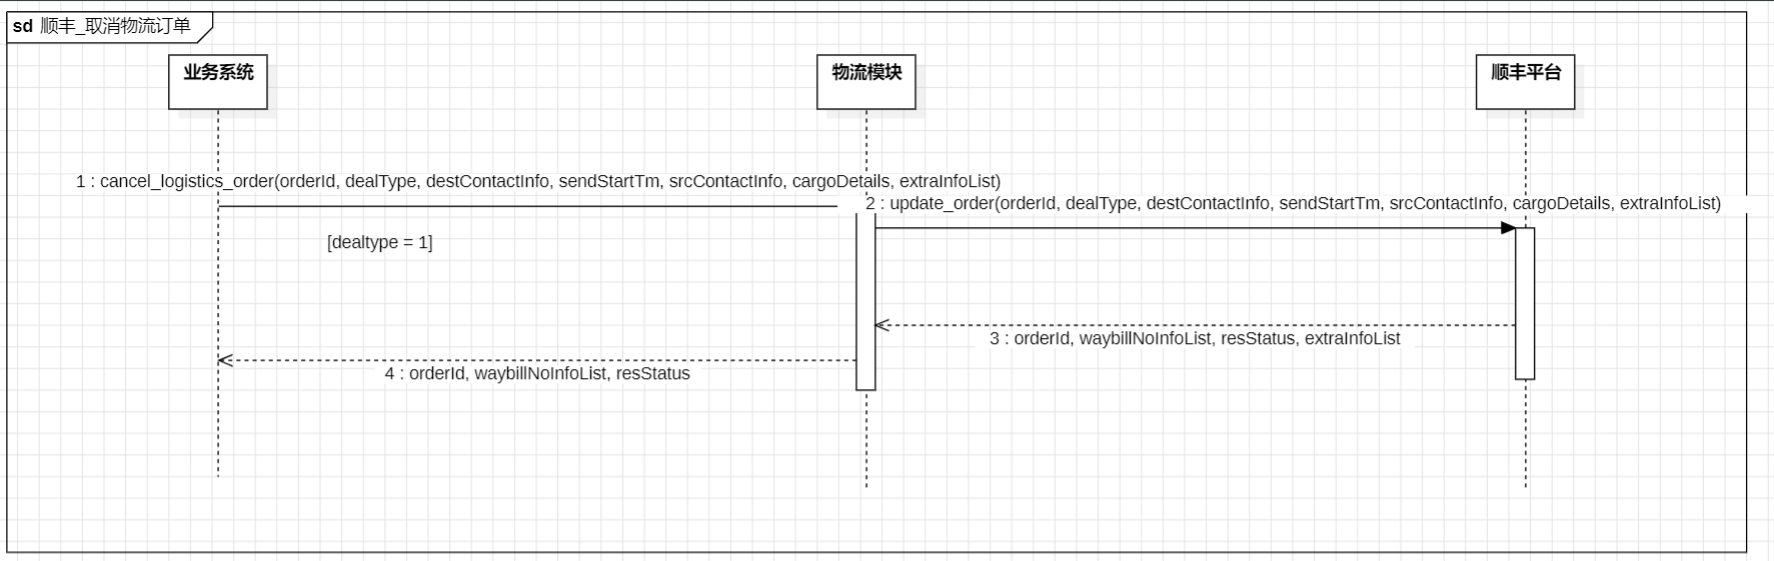 sd 顺丰_取消物流订单
业务系统
物流模块
顺丰平台
1 : cancel_logistics_order(orderId, dealType, destContactInfo, sendStartTm, srcContactInfo, cargoDetails, extraInfoList)
2 : update_order(orderId, dealType, destContactInfo, sendStartTm, srcContactInfo, cargoDetails, extraInfoList)
[dealtype = 1]
3 : orderId, waybillNoInfoList, resStatus, extraInfoList
4 : orderId, waybillNoInfoList, resStatus